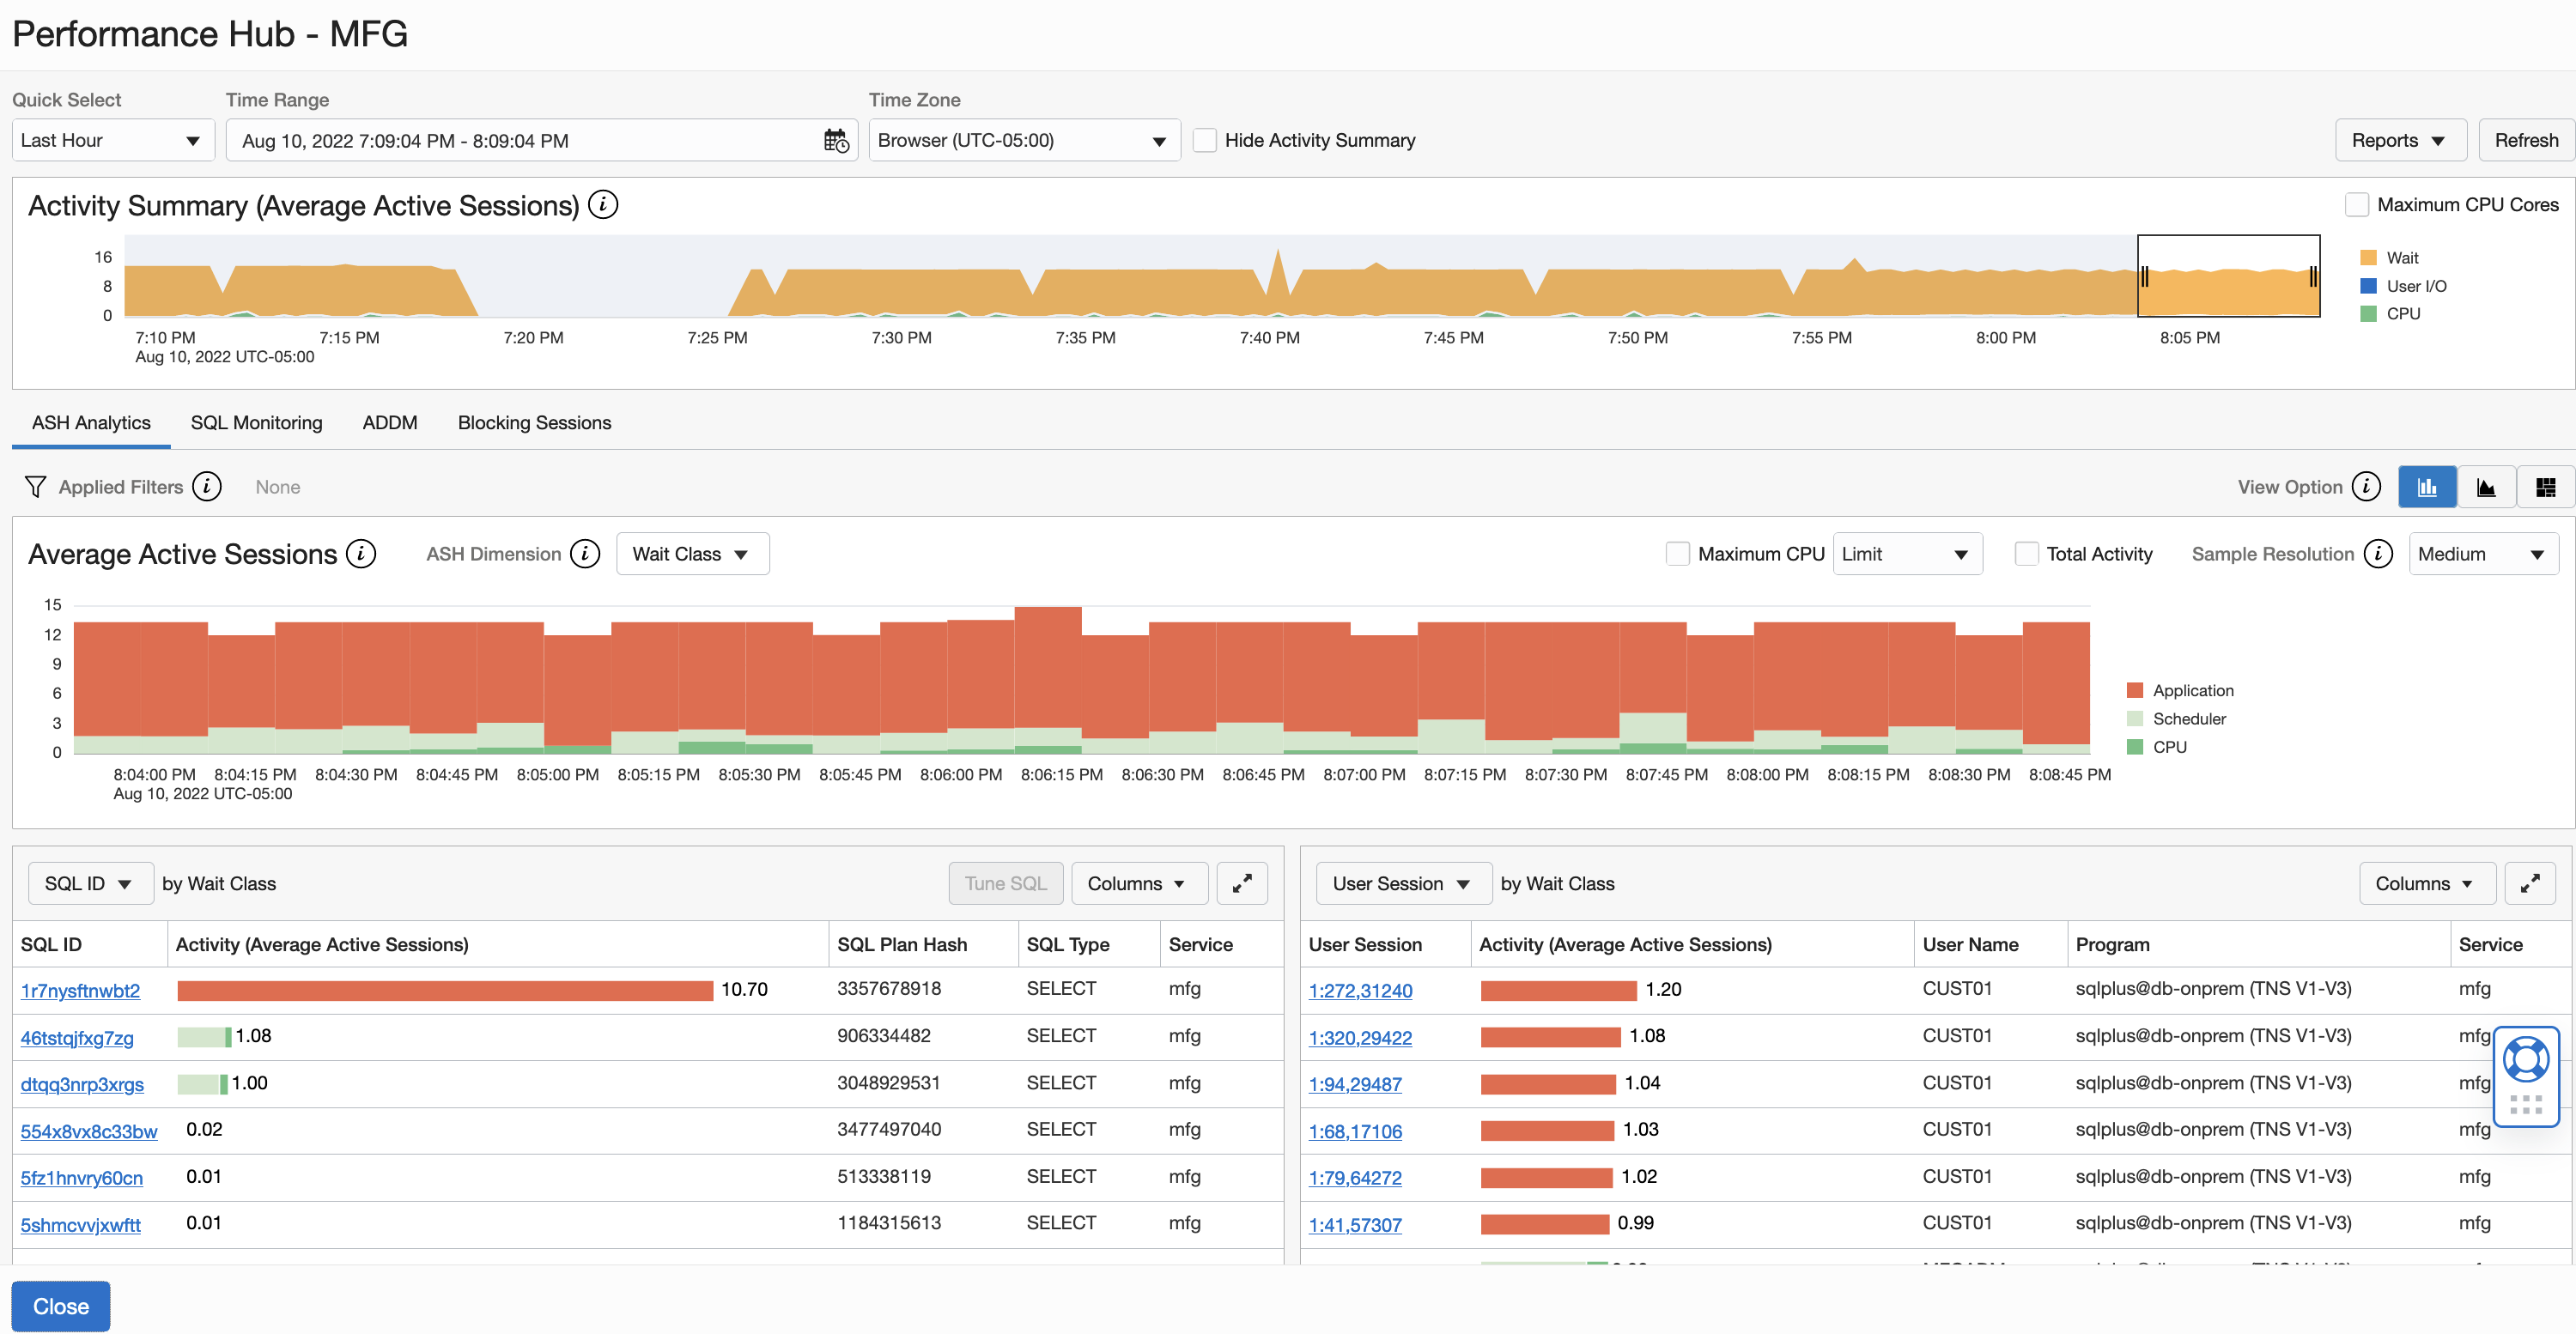 Performance Hub - MFG
Quick Select
Time Range
Time Zone
Last Hour
Aug 10, 2022 7:09:04 PM - 8:09:04 PM
Browser (UTC-05:00)
Hide Activity Summary
Reports
Refresh
Activity Summary (Average Active Sessions)
Maximum CPU Cores
16
8
0
Wait
User I/O
CPU
7:10 PM 7:15 PM 7:20 PM 7:25 PM 7:30 PM 7:35 PM 7:40 PM 7:45 PM 7:50 PM 7:55 PM 8:00 PM 8:05 PM
Aug 10, 2022 UTC-05:00
ASH Analytics SQL Monitoring ADDM Blocking Sessions
Applied Filters None
View Option
Average Active Sessions
ASH Dimension
Wait Class
Maximum CPU
Limit
Total Activity
Sample Resolution
Medium
15
12
9
6
3
0
Application
Scheduler
CPU
8:04:00 PM 8:04:15 PM 8:04:30 PM 8:04:45 PM 8:05:00 PM 8:05:15 PM 8:05:30 PM 8:05:45 PM 8:06:00 PM 8:06:15 PM 8:06:30 PM 8:06:45 PM 8:07:00 PM 8:07:15 PM 8:07:30 PM 8:07:45 PM 8:08:00 PM 8:08:15 PM 8:08:30 PM 8:08:45 PM
Aug 10, 2022 UTC-05:00
SQL ID by Wait Class Tune SQL Columns
SQL ID Activity (Average Active Sessions) SQL Plan Hash SQL Type Service
1r7nysftnwbt2 10.70 3357678918 SELECT mfg
46tstqjfxg7zg 1.08 906334482 SELECT mfg
dtqq3nrp3xrgs 1.00 3048929531 SELECT mfg
554x8vx8c33bw 0.02 3477497040 SELECT mfg
5fz1hnvry60cn 0.01 513338119 SELECT mfg
5shmcvvjxwftt 0.01 1184315613 SELECT mfg
User Session by Wait Class Columns
User Session Activity (Average Active Sessions) User Name Program Service
1:272,31240 1.20 CUST01 sqlplus@db-onprem (TNS V1-V3) mfg
1:320,29422 1.08 CUST01 sqlplus@db-onprem (TNS V1-V3) mfg
1:94,29487 1.04 CUST01 sqlplus@db-onprem (TNS V1-V3) mfg
1:68,17106 1.03 CUST01 sqlplus@db-onprem (TNS V1-V3) mfg
1:79,64272 1.02 CUST01 sqlplus@db-onprem (TNS V1-V3) mfg
1:41,57307 0.99 CUST01 sqlplus@db-onprem (TNS V1-V3) mfg
Close